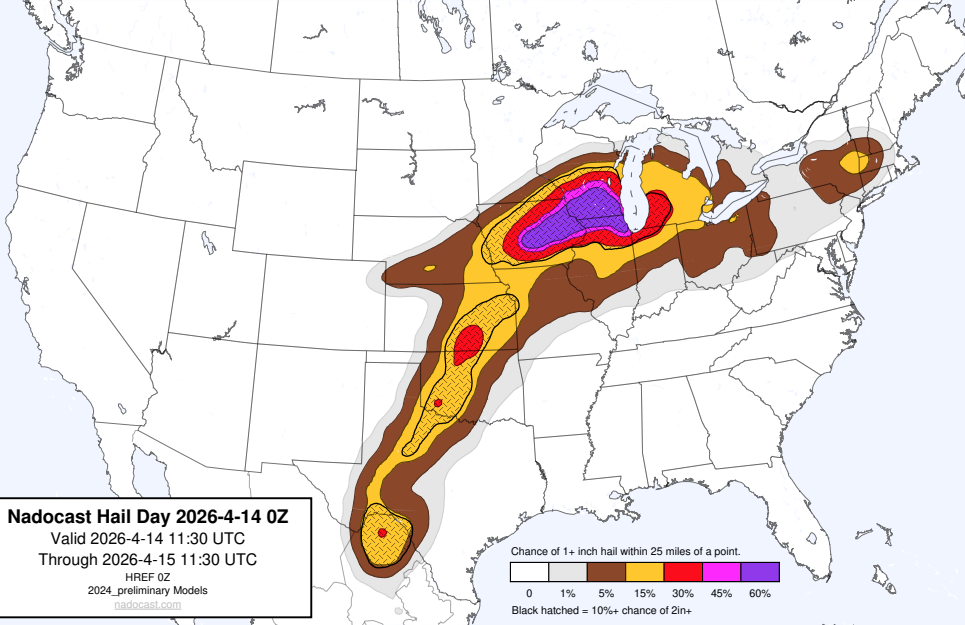 Nadocast Hail Day 2026-4-14 0Z
Valid 2026-4-14 11:30 UTC
Through 2026-4-15 11:30 UTC
HREF 0Z
2024_preliminary Models
nadocast.com
Chance of 1+ inch hail within 25 miles of a point.
0 1% 5% 15% 30% 45% 60%
Black hatched = 10%+ chance of 2in+